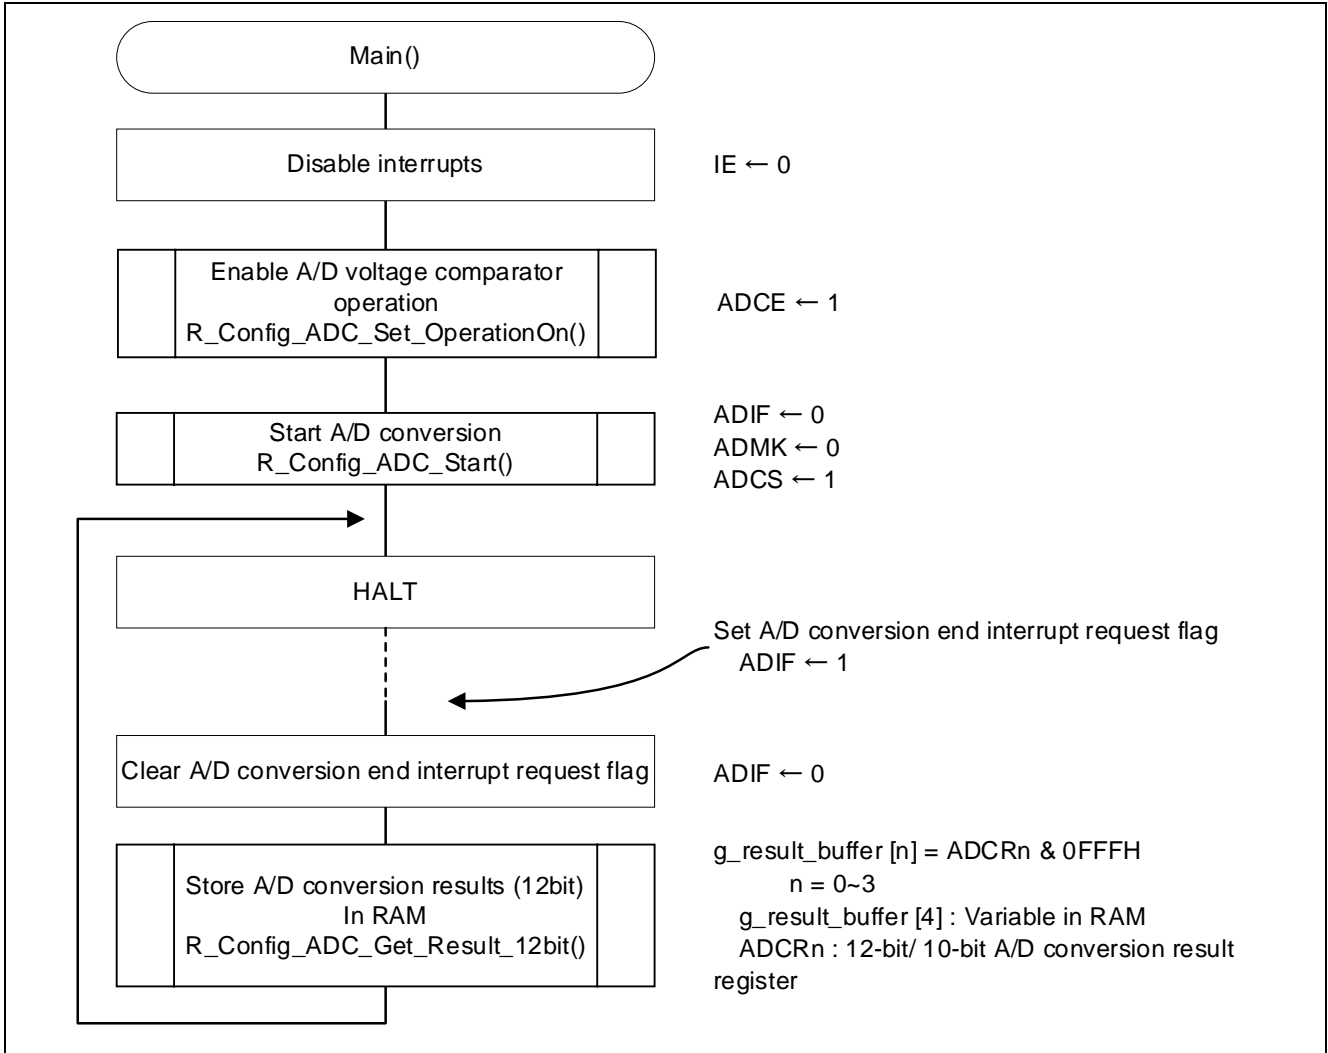 Main()
Disable interrupts
IE ← 0
Enable A/D voltage comparator
operation
R_Config_ADC_Set_OperationOn()
ADCE ← 1
Start A/D conversion
R_Config_ADC_Start()
ADIF ← 0
ADMK ← 0
ADCS ← 1
HALT
Set A/D conversion end interrupt request flag
ADIF ← 1
Clear A/D conversion end interrupt request flag
ADIF ← 0
Store A/D conversion results (12bit)
In RAM
R_Config_ADC_Get_Result_12bit()
g_result_buffer [n] = ADCRn & 0FFFH
n = 0~3
g_result_buffer [4] : Variable in RAM
ADCRn : 12-bit/ 10-bit A/D conversion result
register